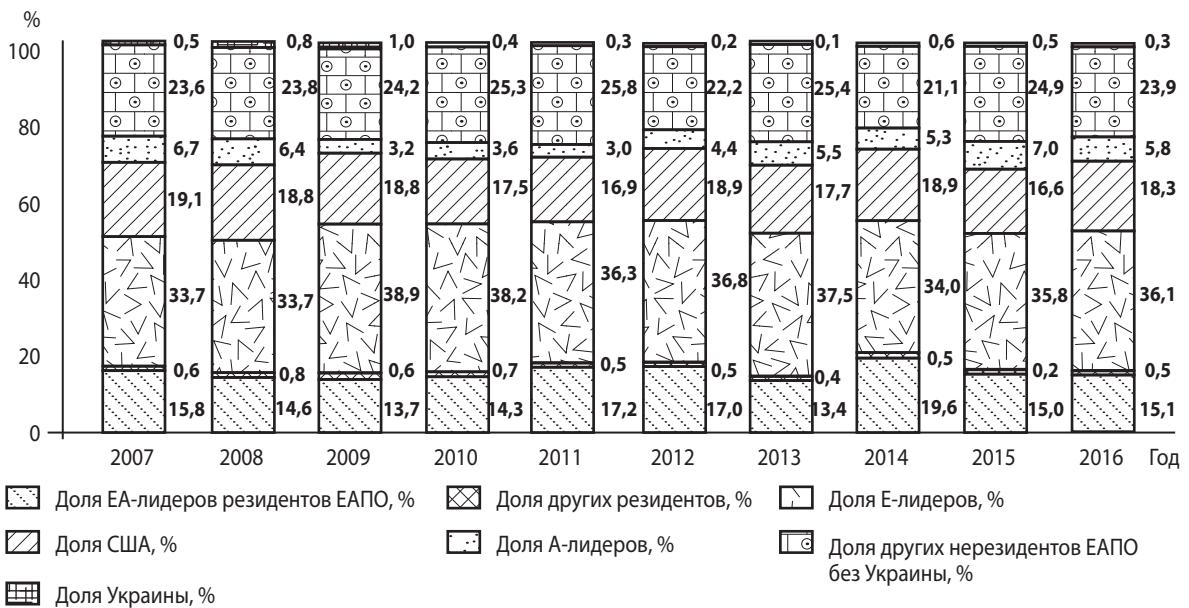 %
100 0,5 0,8 1,0 0,4 0,3 0,2 0,1 0,6 0,5 0,3
23,6 23,8 24,2 25,3 25,8 22,2 25,4 21,1 24,9 23,9
80
6,7 6,4 3,2 3,6 3,0 4,4 5,5 5,3 7,0 5,8
60 19,1 18,8 18,8 17,5 16,9 18,9 17,7 18,9 16,6 18,3
40 33,7 33,7 38,9 38,2 36,3 36,8 37,5 34,0 35,8 36,1
20 0,6 0,8 0,6 0,7 0,5 0,5 0,4 0,5 0,2 0,5
15,8 14,6 13,7 14,3 17,2 17,0 13,4 19,6 15,0 15,1
0
2007 2008 2009 2010 2011 2012 2013 2014 2015 2016 Год
Доля ЕА-лидеров резидентов ЕАПО, % Доля других резидентов, % Доля Е-лидеров, %
Доля США, % Доля А-лидеров, % Доля других нерезидентов ЕАПО
без Украины, %
Доля Украины, %